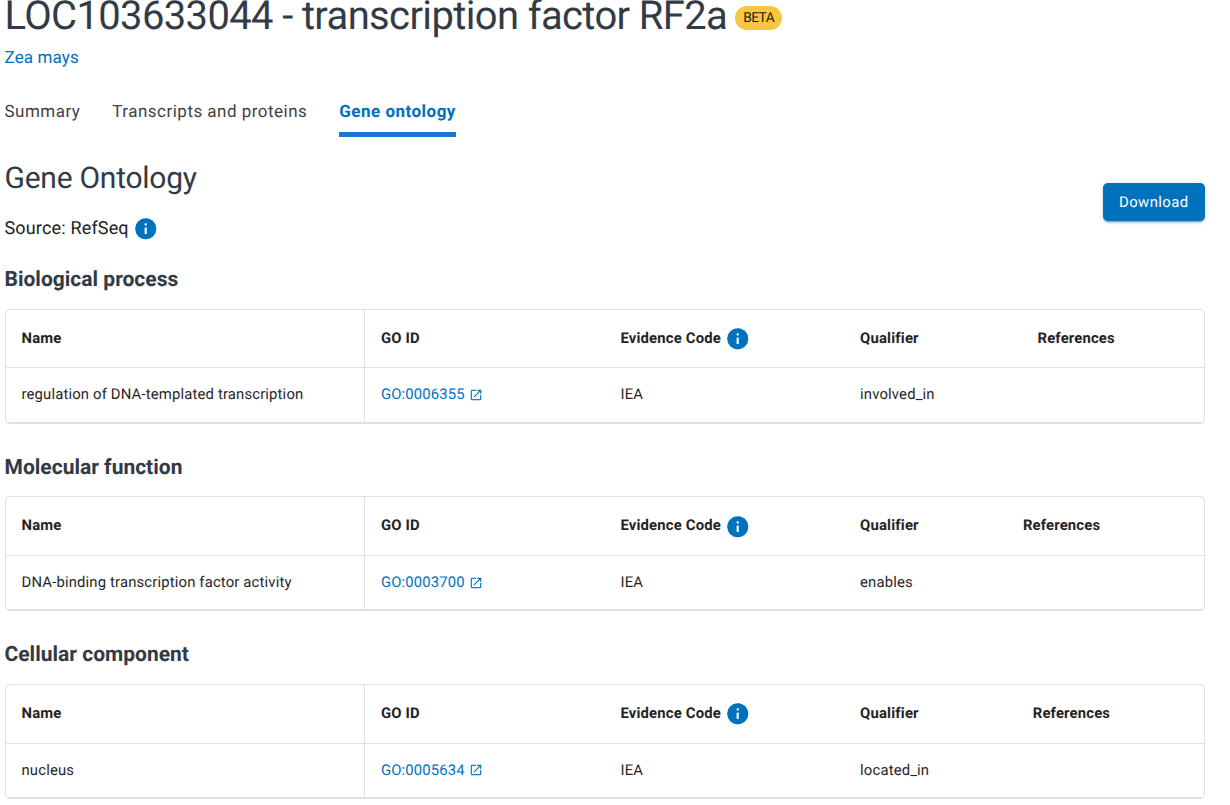 LOC103633044 - transcription factor RF2a BETA
Zea mays
Summary Transcripts and proteins Gene ontology
Gene Ontology
Download
Source: RefSeq
Biological process
Name GO ID Evidence Code Qualifier References
regulation of DNA-templated transcription GO:0006355 IEA involved_in
Molecular function
Name GO ID Evidence Code Qualifier References
DNA-binding transcription factor activity GO:0003700 IEA enables
Cellular component
Name GO ID Evidence Code Qualifier References
nucleus GO:0005634 IEA located_in